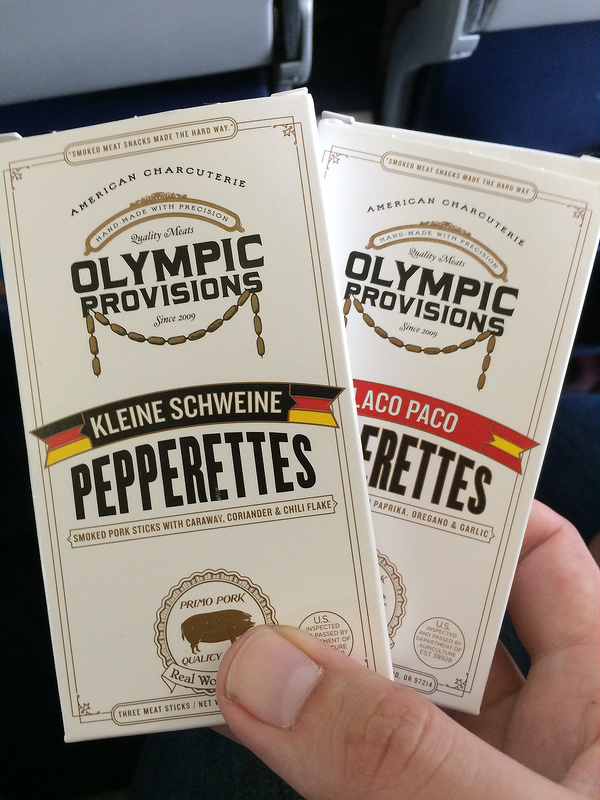 "SMOKED MEAT SNACKS MADE THE HARD WAY."
AMERICAN CHARCUTERIE
HAND-MADE WITH PRECISION
Quality Meats
OLYMPIC
PROVISIONS
Since 2009
KLEINE SCHWEINE
PEPPERETTES
SMOKED PORK STICKS WITH CARAWAY, CORIANDER & CHILI FLAKE
PRIMO PORK
QUALITY
Real
U.S.
INSPECTED
PASSED BY
THREE MEAT STICKS / NET
"SMOKED MEAT SNACKS MADE THE HARD WAY."
AMERICAN CHARCUTERIE
HAND-MADE WITH PRECISION
Quality Meats
OLYMPIC
PROVISIONS
Since 2009
LACO PACO
ERETTES
PAPRIKA, OREGANO & GARLIC
U.S.
INSPECTED
AND PASSED BY
DEPARTMENT OF
AGRICULTURE
EST 39928
OR 97214